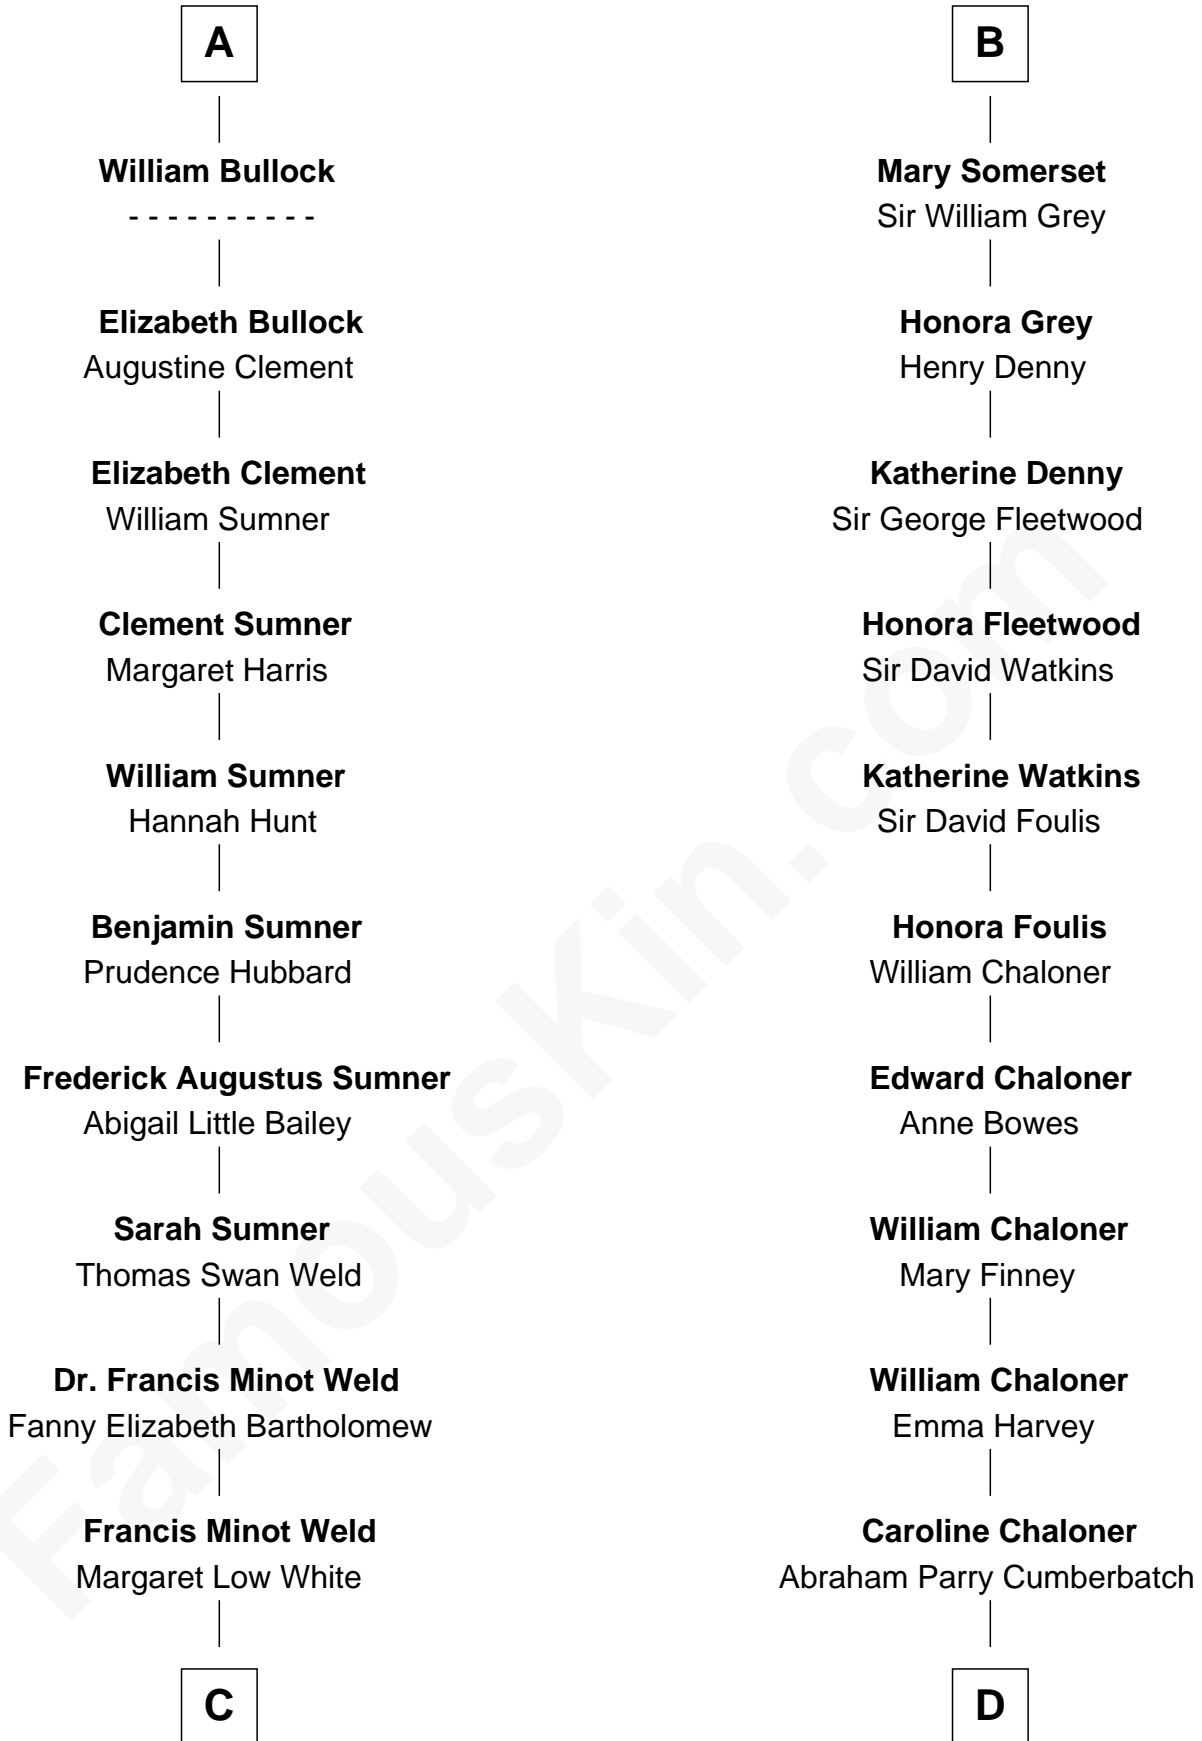 A
William Bullock
- - - - - - - - - -
Elizabeth Bullock
Augustine Clement
Elizabeth Clement
William Sumner
Clement Sumner
Margaret Harris
William Sumner
Hannah Hunt
Benjamin Sumner
Prudence Hubbard
Frederick Augustus Sumner
Abigail Little Bailey
Sarah Sumner
Thomas Swan Weld
Dr. Francis Minot Weld
Fanny Elizabeth Bartholomew
Francis Minot Weld
Margaret Low White
C
B
Mary Somerset
Sir William Grey
Honora Grey
Henry Denny
Katherine Denny
Sir George Fleetwood
Honora Fleetwood
Sir David Watkins
Katherine Watkins
Sir David Foulis
Honora Foulis
William Chaloner
Edward Chaloner
Anne Bowes
William Chaloner
Mary Finney
William Chaloner
Emma Harvey
Caroline Chaloner
Abraham Parry Cumberbatch
D
FamousKin.com